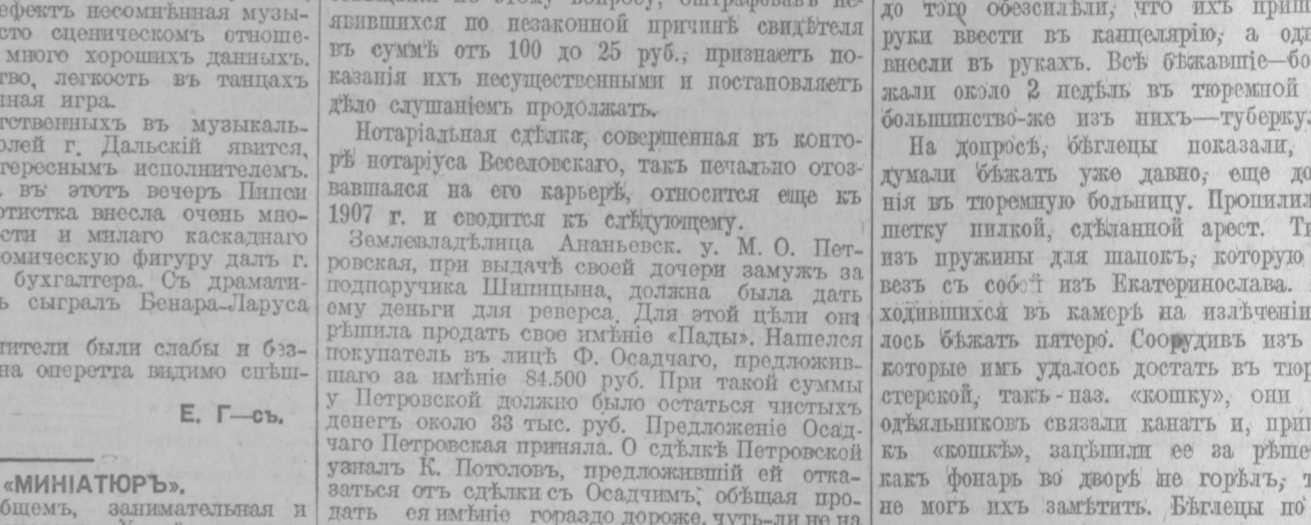 ефектъ несомнѣнная музы-
сто сценическомъ отноше-
много хорошихъ данныхъ.
тво, легкость въ танцахъ
нная игра.
тственныхъ въ музыкаль-
олей г. Дальскій явится,
тереснымъ исполнителемъ.
въ этотъ вечеръ Пипси
ртистка внесла очень мно-
сти и милаго каскаднаго
омическую фигуру далъ г.
бухгалтера. Съ драмати-
ъ сыгралъ Бенара-Ларуса
тители были слабы и без-
на оперетта видимо спѣш-
Е. Г—съ.
«МИНІАТЮРЪ».
бщемъ, занимательная и
явившихся по незаконной причинѣ свидѣтеля
въ суммѣ отъ 100 до 25 руб., признаетъ по-
казанія ихъ несущественными и постановляетъ
дѣло слушаніемъ продолжать.
Нотаріальная сдѣлка, совершенная въ конто-
рѣ нотаріуса Веселовскаго, такъ печально отоз-
вавшаяся на его карьерѣ, относится еще къ
1907 г. и сводится къ слѣдующему.
Землевладѣлица Ананьевск. у. М. О. Пет-
ровская, при выдачѣ своей дочери замужъ за
подпоручика Шипицына, должна была дать
ему деньги для реверса. Для этой цѣли она
рѣшила продать свое имѣніе «Пады». Нашелся
покупатель въ лицѣ Ф. Осадчаго, предложив-
шаго за имѣніе 84.500 руб. При такой суммы
у Петровской должно было остаться чистыхъ
денег около 33 тыс. руб. Предложеніе Осад-
чаго Петровская приняла. О сдѣлкѣ Петровской
узналъ К. Потоловъ, предложившій ей отка-
заться отъ сдѣлки съ Осадчимъ, обѣщая про-
дать ея имѣніе гораздо дороже, чуть-ли не на
до того обезсилѣли, что ихъ приш
руки ввести въ канцелярію, а одн
внесли въ рукахъ. Всѣ бѣжавшіе—бо
жали около 2 недѣль въ тюремной
большинство-же изъ нихъ—туберкул
На допросѣ, бѣглецы показали,
думали бѣжать уже давно, еще до
нія въ тюремную больницу. Пропилил
шетку пилкой, сдѣланной арест. Ти
изъ пружины для шапокъ, которую
везъ съ собой изъ Екатеринослава.
ходившихся въ камерѣ на излѣченіи
лось бѣжать пятеро. Соорудивъ изъ
которые имъ удалось достать въ тюр
стерской, такъ-наз. «кошку», они
одѣяльниковъ связали канатъ и, при
къ «кошкѣ», зацѣпили ее за рѣше
какъ фонарь во дворѣ не горѣлъ, т
не могъ ихъ замѣтить. Бѣглецы по